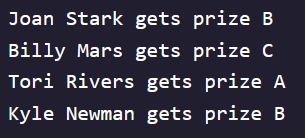 Joan Stark gets prize B
Billy Mars gets prize C
Tori Rivers gets prize A
Kyle Newman gets prize B